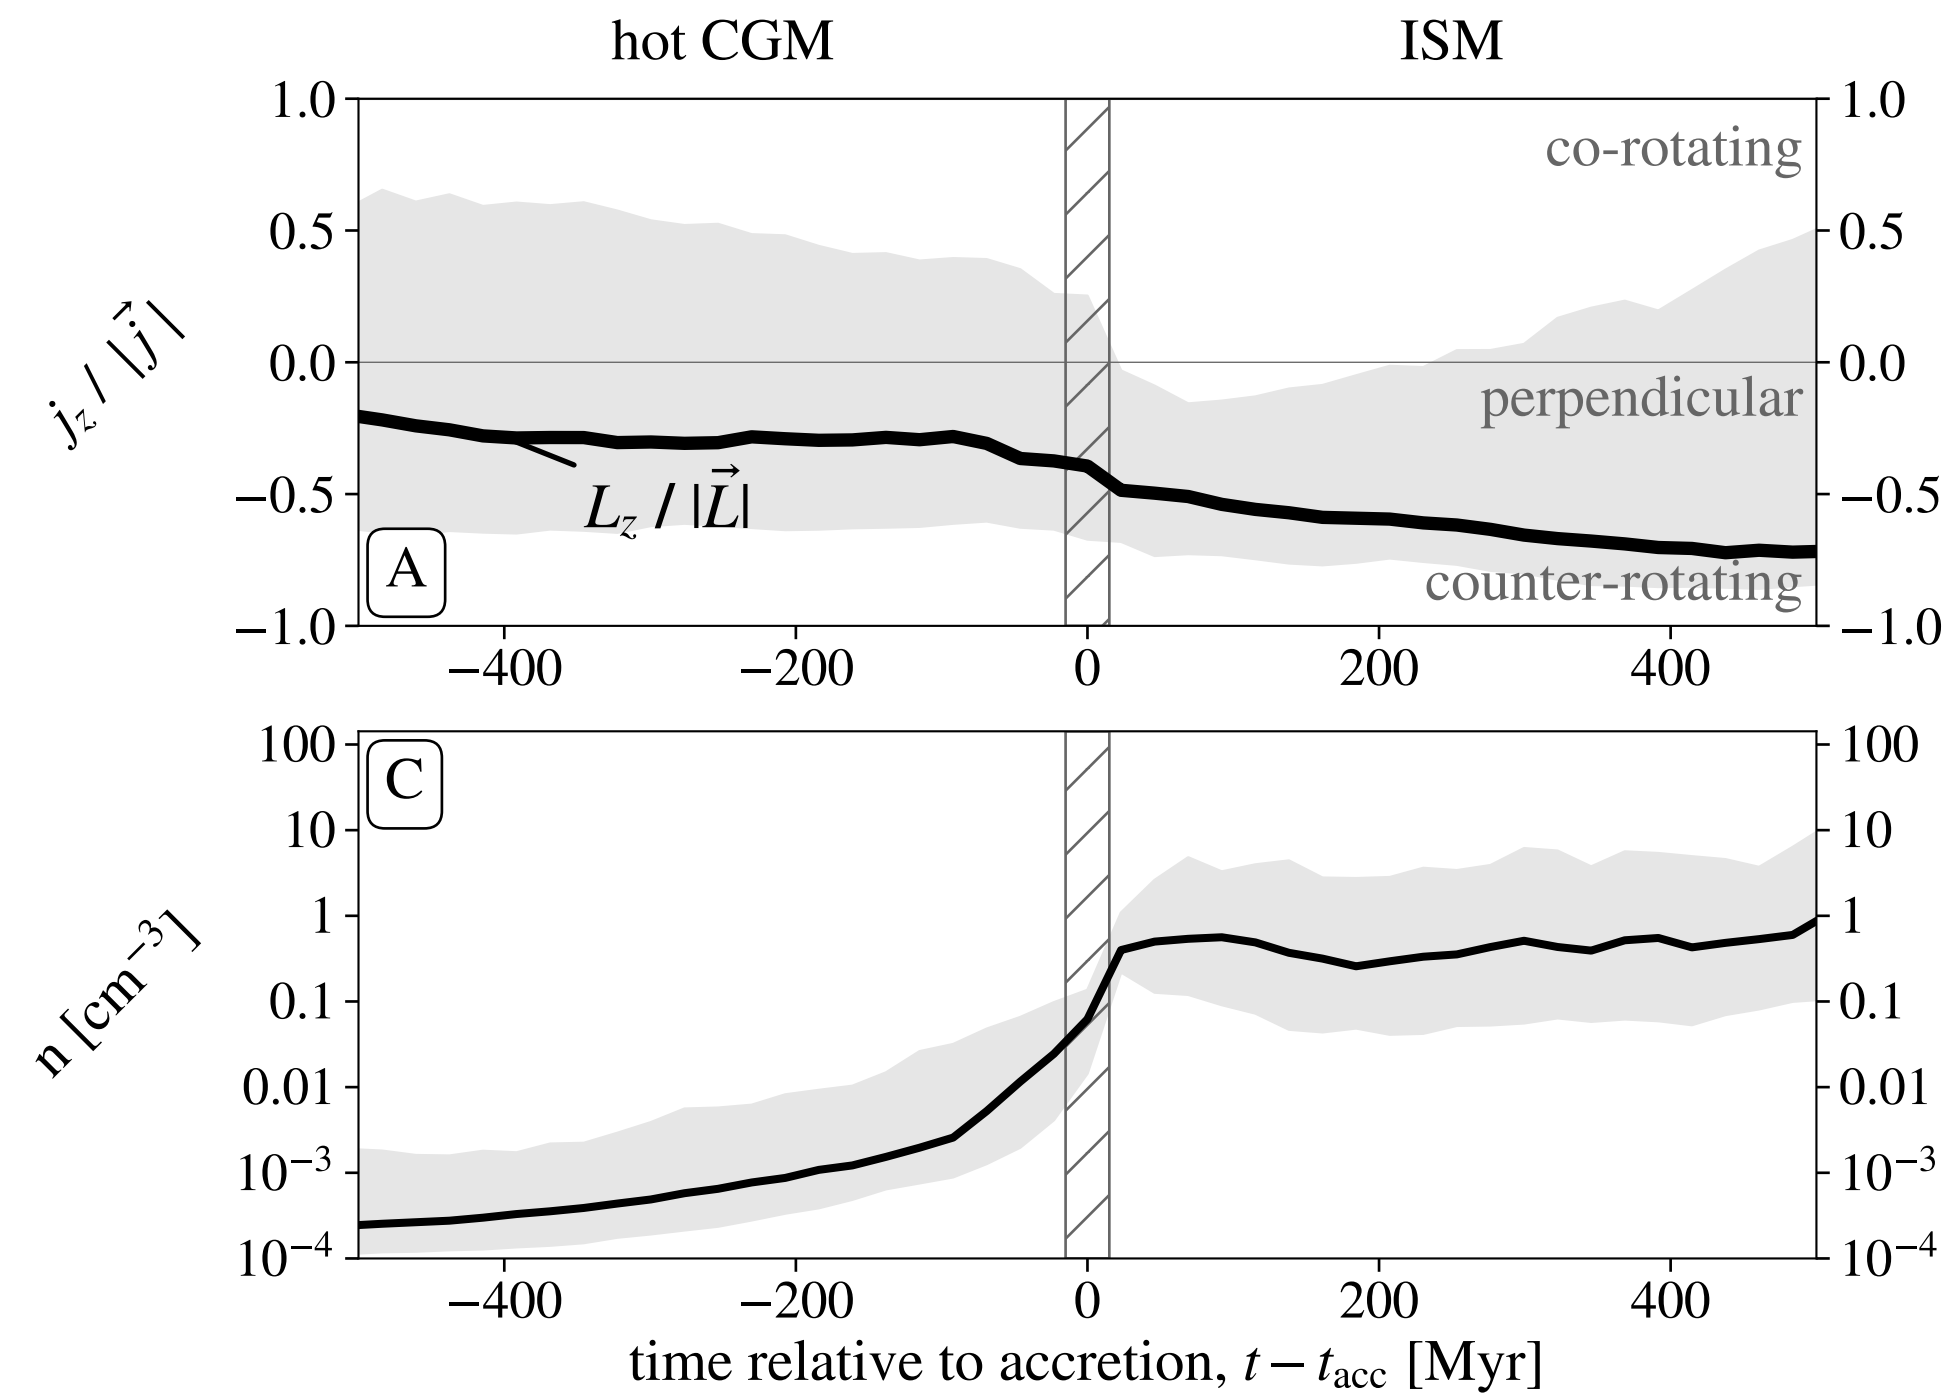 hot CGM ISM
1.0 1.0
co-rotating
0.5 0.5
j_z / |j⃗|
0.0 0.0
perpendicular
−0.5 −0.5
L_z / |L⃗|
A
counter-rotating
−1.0 −1.0
−400 −200 0 200 400
100 100
C
10 10
1 1
n [cm⁻³]
0.1 0.1
0.01 0.01
10⁻³ 10⁻³
10⁻⁴ 10⁻⁴
−400 −200 0 200 400
time relative to accretion, t − t_acc [Myr]